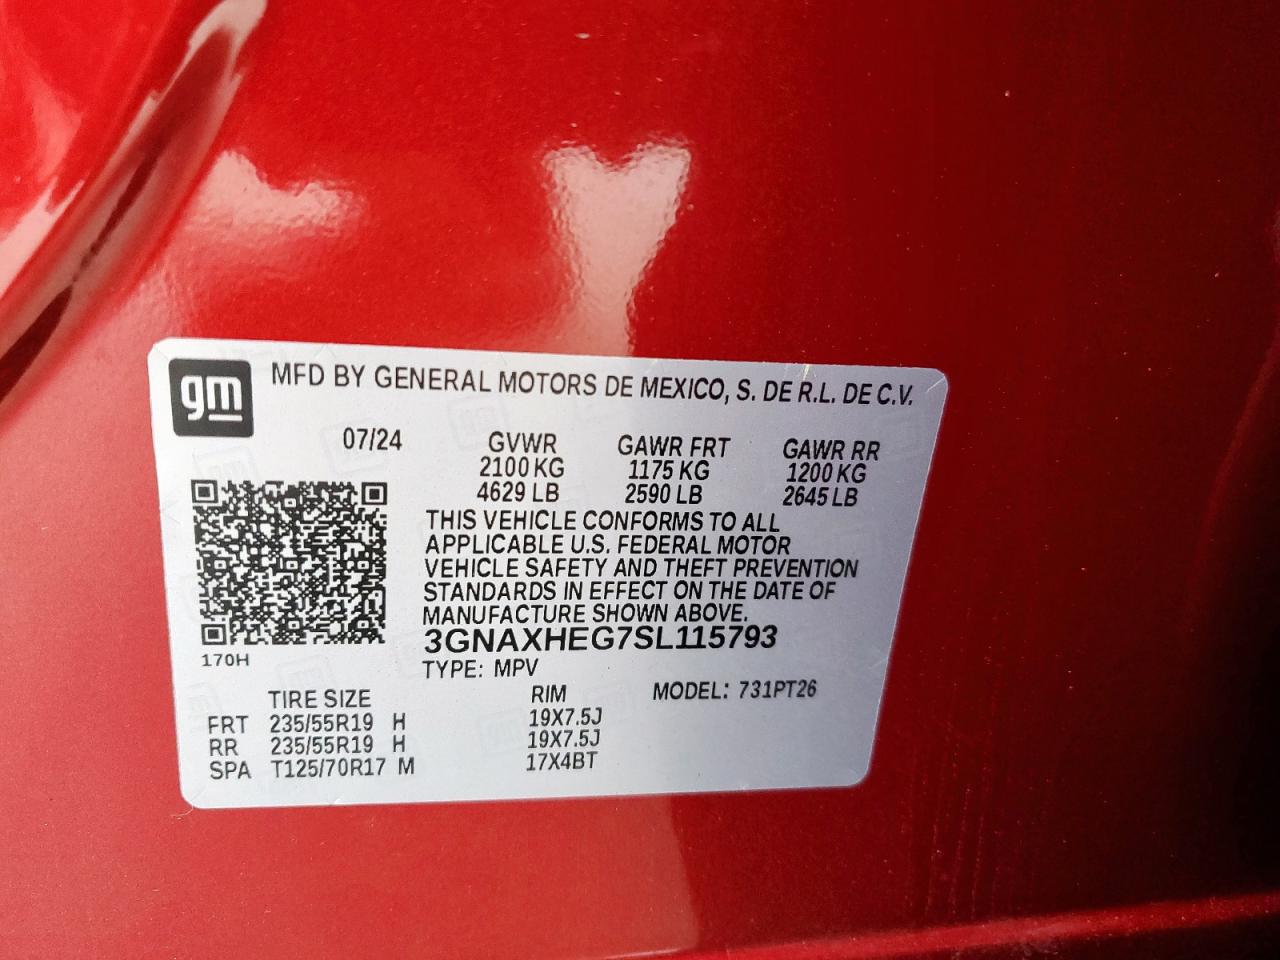 gm
MFD BY GENERAL MOTORS DE MEXICO, S. DE R.L. DE C.V.
07/24 GVWR GAWR FRT GAWR RR
2100 KG 1175 KG 1200 KG
4629 LB 2590 LB 2645 LB
THIS VEHICLE CONFORMS TO ALL
APPLICABLE U.S. FEDERAL MOTOR
VEHICLE SAFETY AND THEFT PREVENTION
STANDARDS IN EFFECT ON THE DATE OF
MANUFACTURE SHOWN ABOVE.
3GNAXHEG7SL115793
170H
TYPE: MPV
TIRE SIZE RIM MODEL: 731PT26
FRT 235/55R19 H 19X7.5J
RR 235/55R19 H 19X7.5J
SPA T125/70R17 M 17X4BT